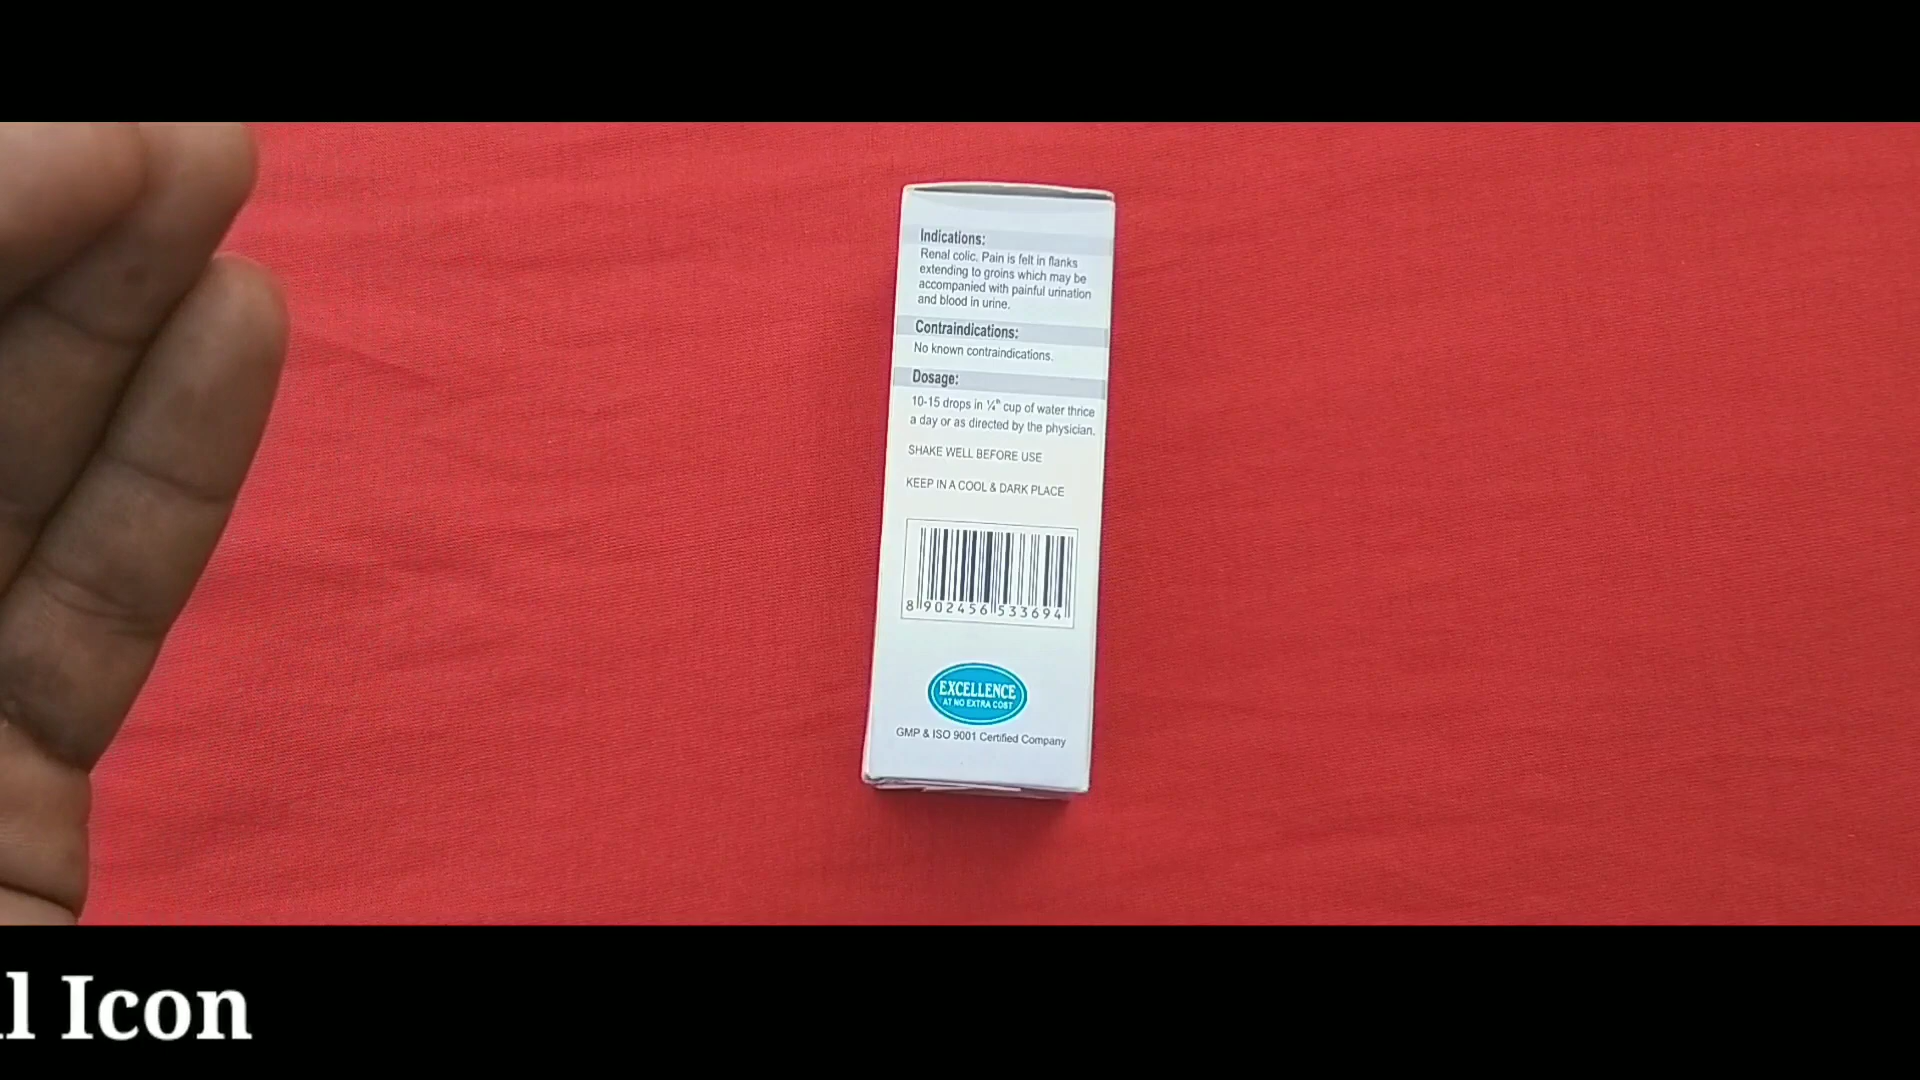 Indications:
Renal colic. Pain is felt in flanks
extending to groins which may be
accompanied with painful urination
and blood in urine.
Contraindications:
No known contraindications.
Dosage:
10-15 drops in ¼th cup of water thrice
a day or as directed by the physician.
SHAKE WELL BEFORE USE
KEEP IN A COOL & DARK PLACE
8 902456 533694
EXCELLENCE
AT NO EXTRA COST
GMP & ISO 9001 Certified Company
Icon